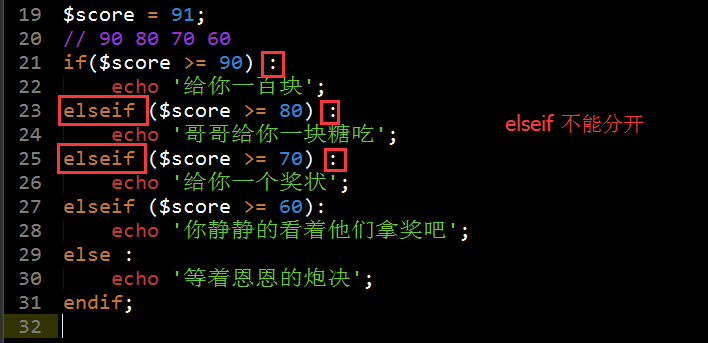 19 $score = 91;
20 // 90 80 70 60
21 if($score >= 90) :
22     echo '给你一百块';
23 elseif ($score >= 80) :
24     echo '哥哥给你一块糖吃';
25 elseif ($score >= 70) :
26     echo '给你一个奖状';
27 elseif ($score >= 60):
28     echo '你静静的看着他们拿奖吧';
29 else :
30     echo '等着恩恩的炮决';
31 endif;
32
elseif 不能分开